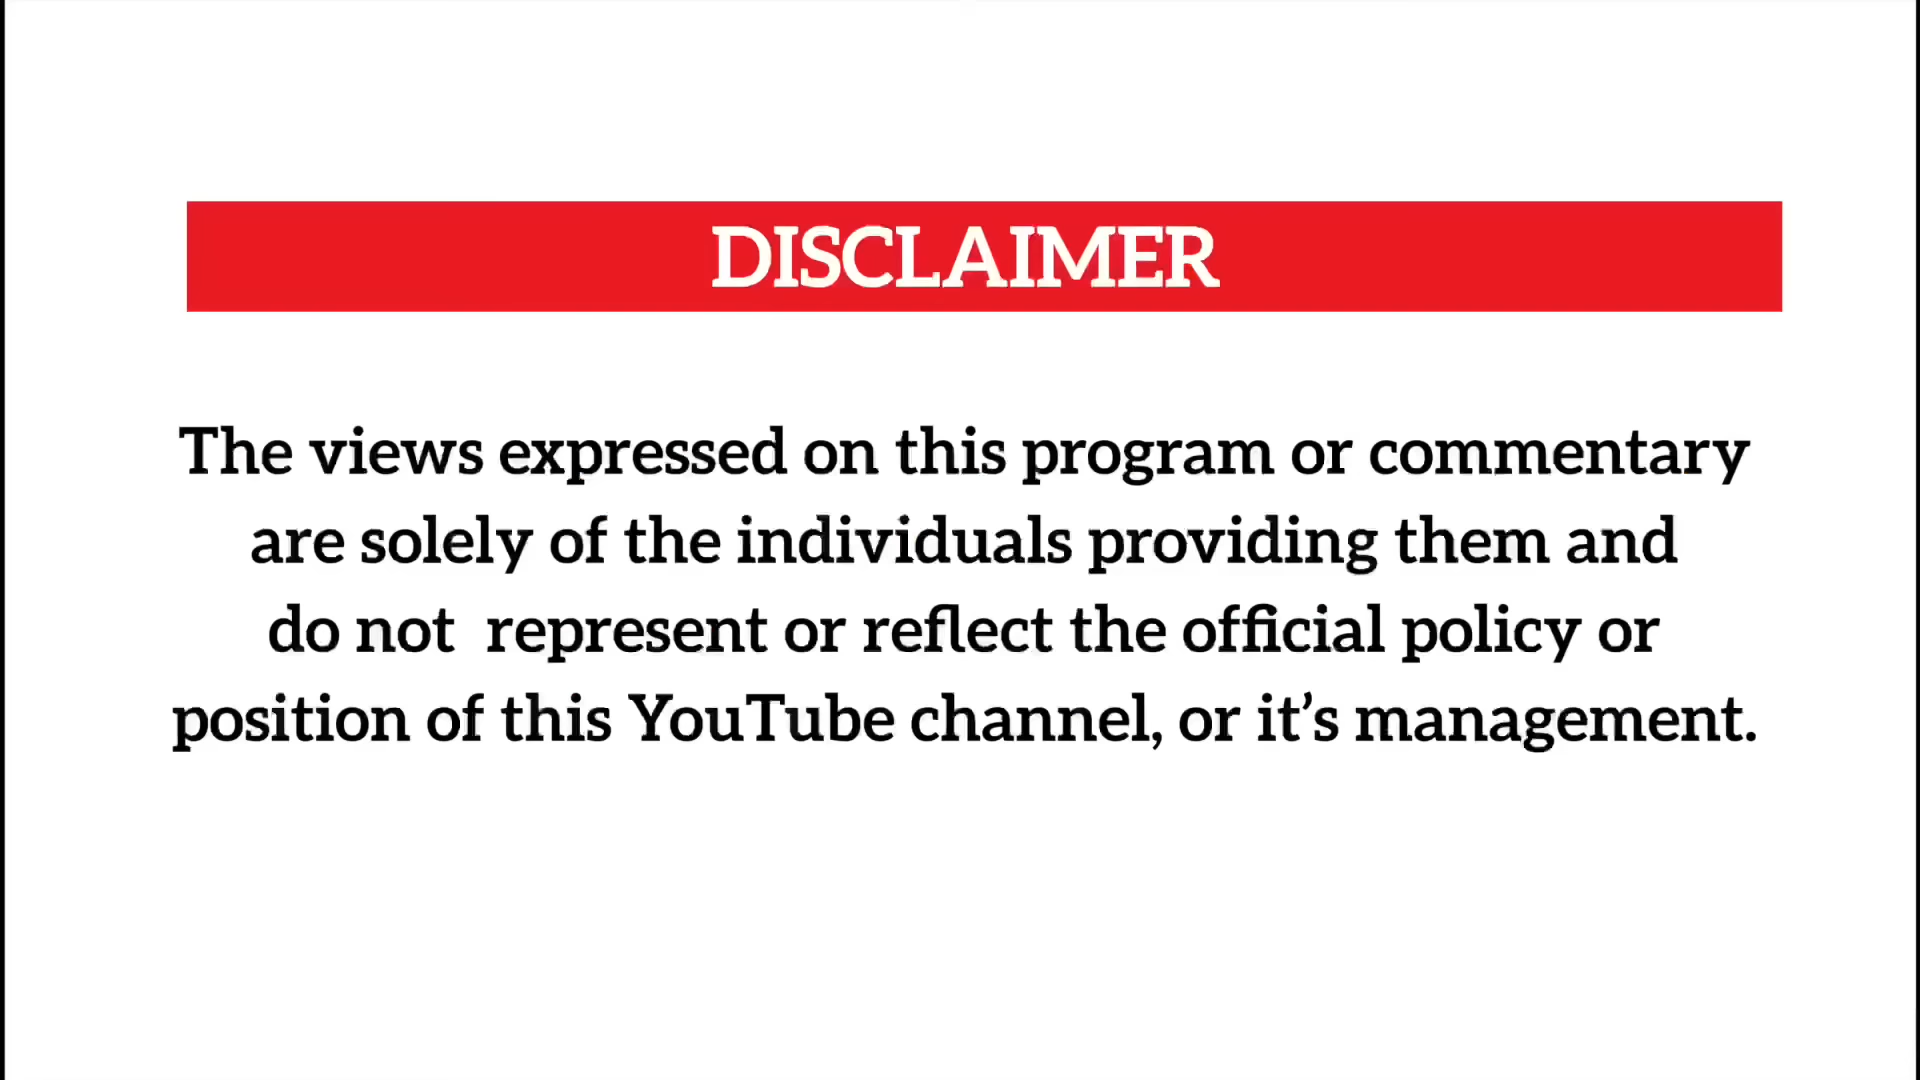 DISCLAIMER
The views expressed on this program or commentary
are solely of the individuals providing them and
do not  represent or reflect the official policy or
position of this YouTube channel, or it’s management.